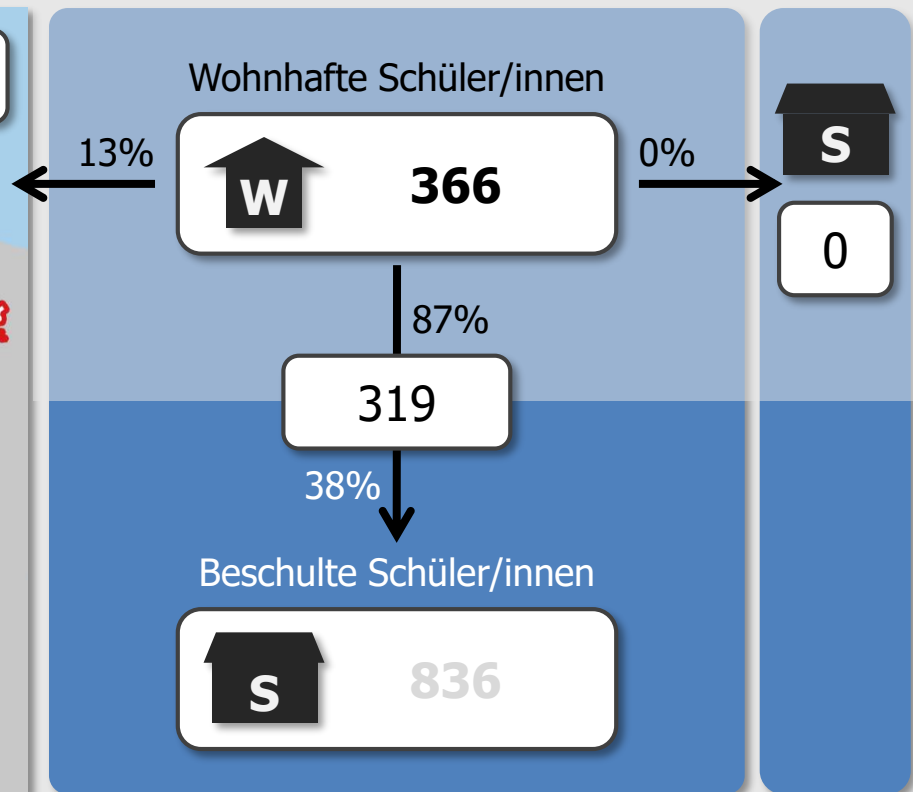 Wohnhafte Schüler/innen
13%
W
366
0%
S
0
87%
319
38%
Beschulte Schüler/innen
S
836